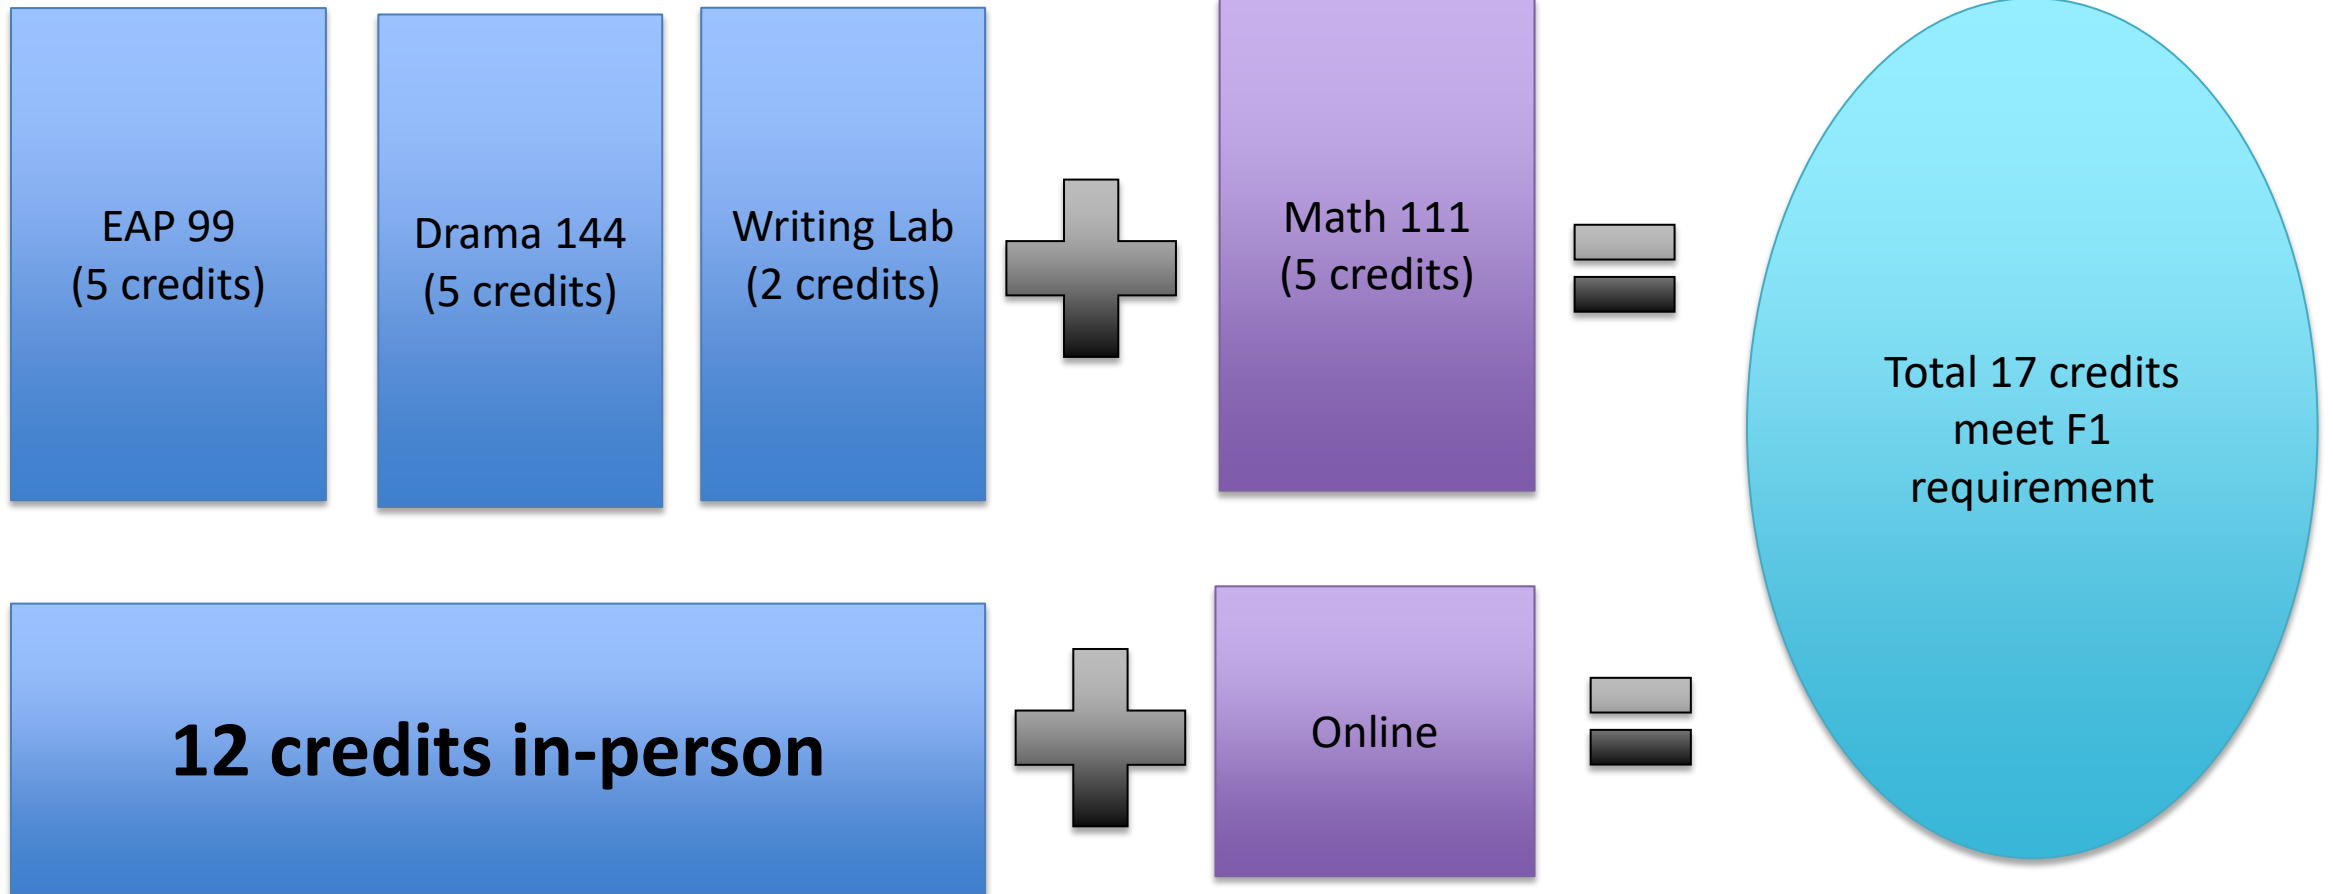 EAP 99
(5 credits)
Drama 144
(5 credits)
Writing Lab
(2 credits)
Math 111
(5 credits)
Total 17 credits
meet F1
requirement
12 credits in-person
Online